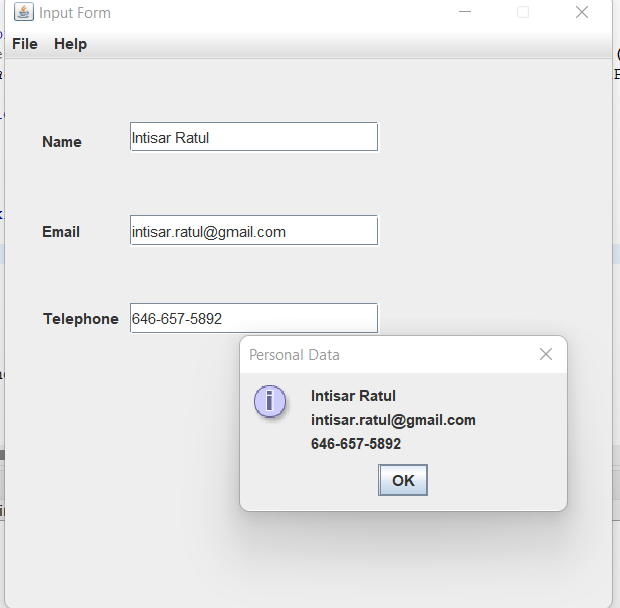 Input Form
File Help
Name Intisar Ratul
Email intisar.ratul@gmail.com
Telephone 646-657-5892
Personal Data
Intisar Ratul
intisar.ratul@gmail.com
646-657-5892
OK